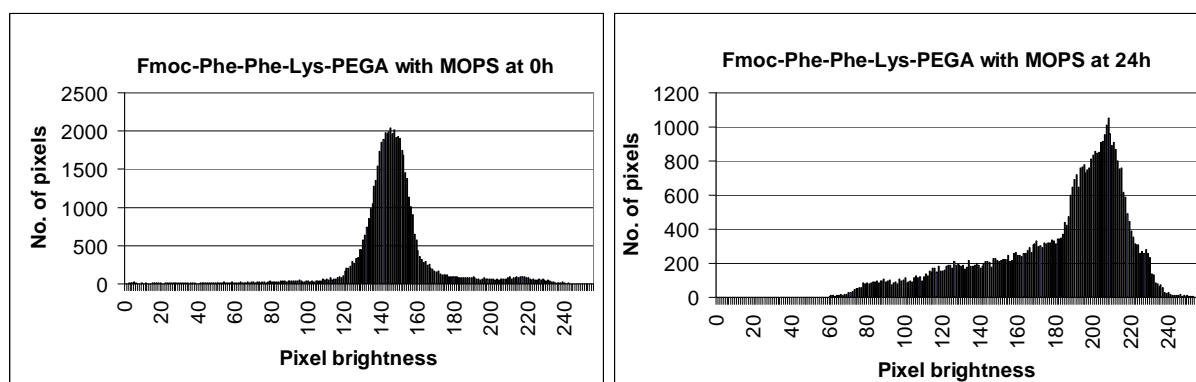 Fmoc-Phe-Phe-Lys-PEGA with MOPS at 0h
No. of pixels
2500
2000
1500
1000
500
0
0 20 40 60 80 100 120 140 160 180 200 220 240
Pixel brightness
Fmoc-Phe-Phe-Lys-PEGA with MOPS at 24h
No. of pixels
1200
1000
800
600
400
200
0
0 20 40 60 80 100 120 140 160 180 200 220 240
Pixel brightness